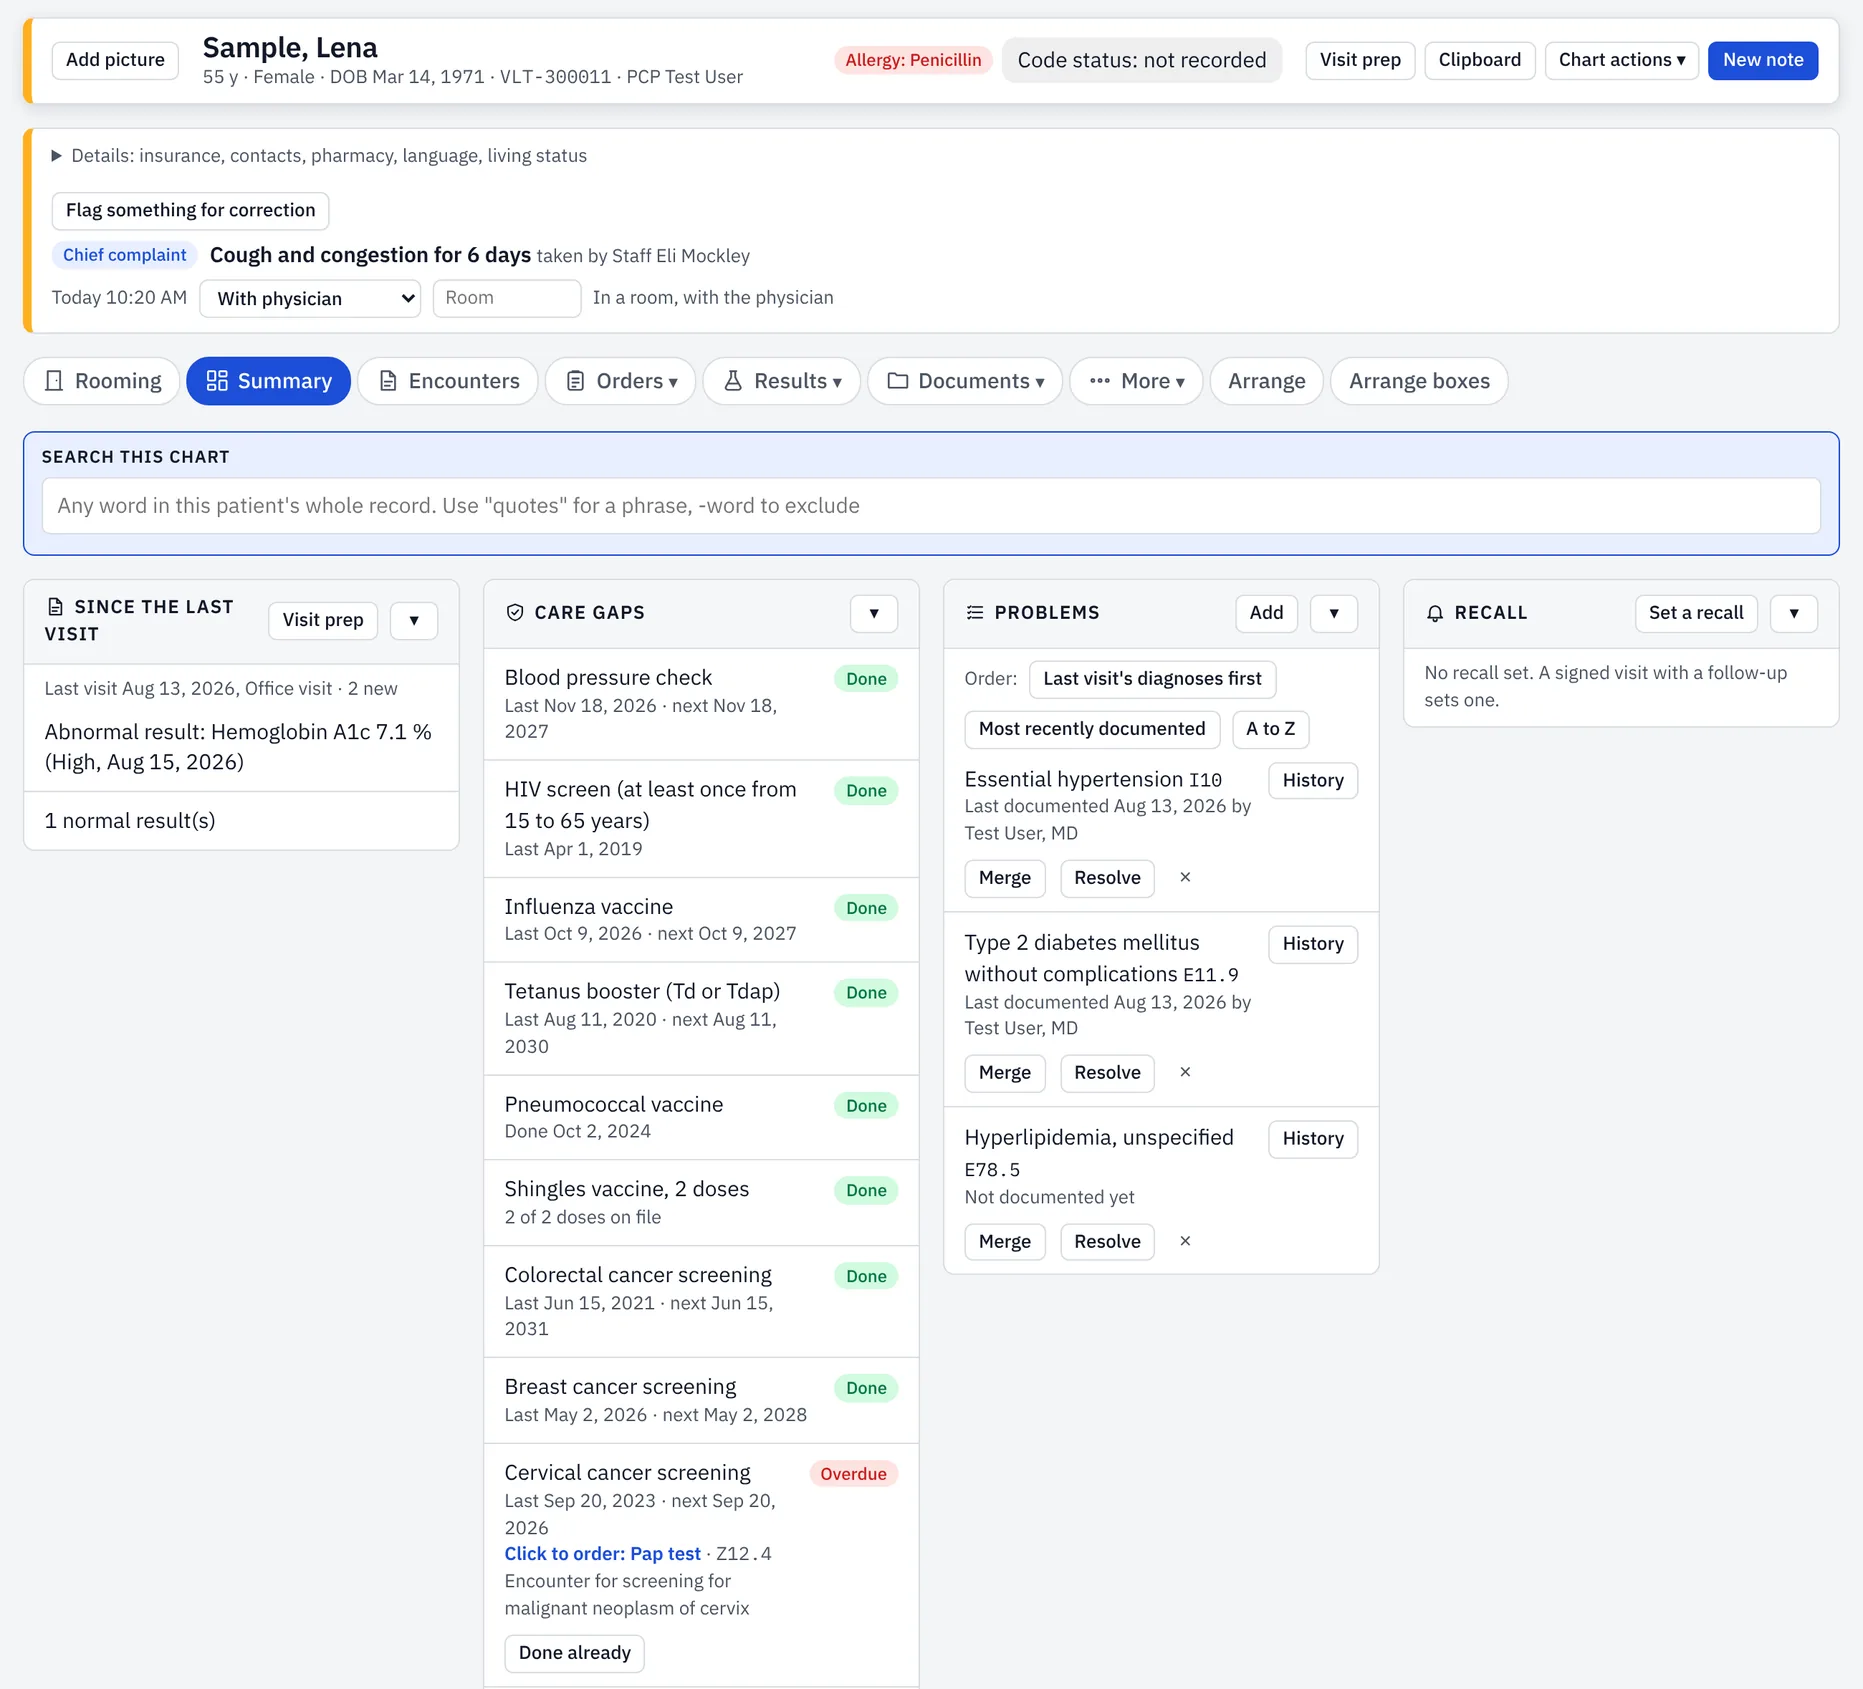 Add picture
Sample, Lena
55 y · Female · DOB Mar 14, 1971 · VLT-300011 · PCP Test User
Allergy: Penicillin
Code status: not recorded
Visit prep
Clipboard
Chart actions ▾
New note
▶ Details: insurance, contacts, pharmacy, language, living status
Flag something for correction
Chief complaint Cough and congestion for 6 days taken by Staff Eli Mockley
Today 10:20 AM With physician Room In a room, with the physician
Rooming
Summary
Encounters
Orders ▾
Results ▾
Documents ▾
More ▾
Arrange
Arrange boxes
SEARCH THIS CHART
Any word in this patient's whole record. Use "quotes" for a phrase, -word to exclude
SINCE THE LAST
VISIT
Visit prep
▼
Last visit Aug 13, 2026, Office visit · 2 new
Abnormal result: Hemoglobin A1c 7.1 %
(High, Aug 15, 2026)
1 normal result(s)
CARE GAPS
▼
Blood pressure check
Done
Last Nov 18, 2026 · next Nov 18,
2027
HIV screen (at least once from
15 to 65 years)
Done
Last Apr 1, 2019
Influenza vaccine
Done
Last Oct 9, 2026 · next Oct 9, 2027
Tetanus booster (Td or Tdap)
Done
Last Aug 11, 2020 · next Aug 11,
2030
Pneumococcal vaccine
Done
Done Oct 2, 2024
Shingles vaccine, 2 doses
Done
2 of 2 doses on file
Colorectal cancer screening
Done
Last Jun 15, 2021 · next Jun 15,
2031
Breast cancer screening
Done
Last May 2, 2026 · next May 2, 2028
Cervical cancer screening
Overdue
Last Sep 20, 2023 · next Sep 20,
2026
Click to order: Pap test · Z12.4
Encounter for screening for
malignant neoplasm of cervix
Done already
PROBLEMS
Add
▼
Order: Last visit's diagnoses first
Most recently documented
A to Z
Essential hypertension I10
History
Last documented Aug 13, 2026 by
Test User, MD
Merge
Resolve
×
Type 2 diabetes mellitus
without complications E11.9
History
Last documented Aug 13, 2026 by
Test User, MD
Merge
Resolve
×
Hyperlipidemia, unspecified
E78.5
History
Not documented yet
Merge
Resolve
×
RECALL
Set a recall
▼
No recall set. A signed visit with a follow-up
sets one.